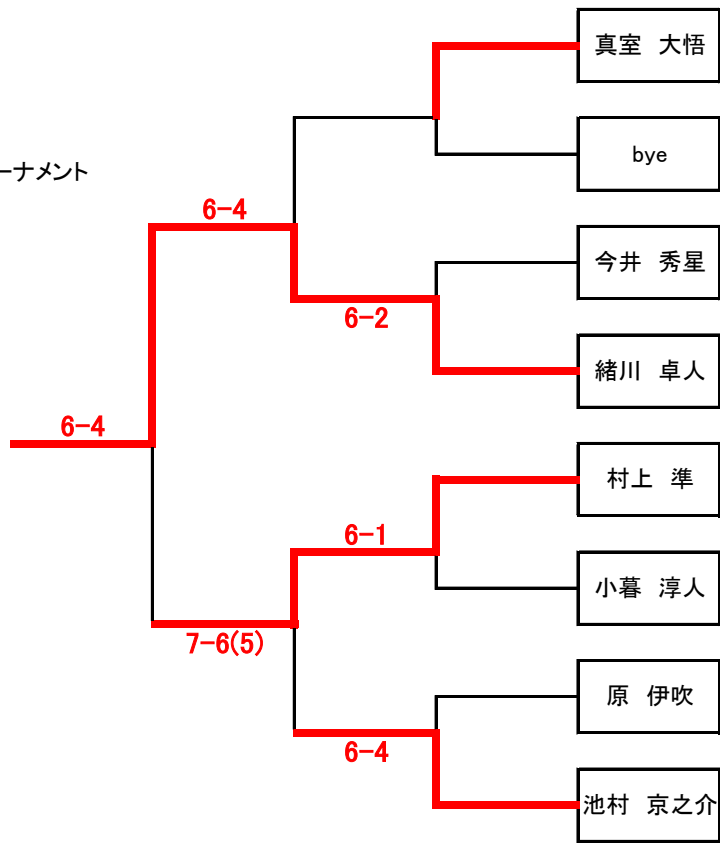 真室　大悟
bye
ーナメント
6-4
今井　秀星
6-2
緒川　卓人
6-4
村上　準
6-1
小暮　淳人
7-6(5)
原　伊吹
6-4
池村　京之介